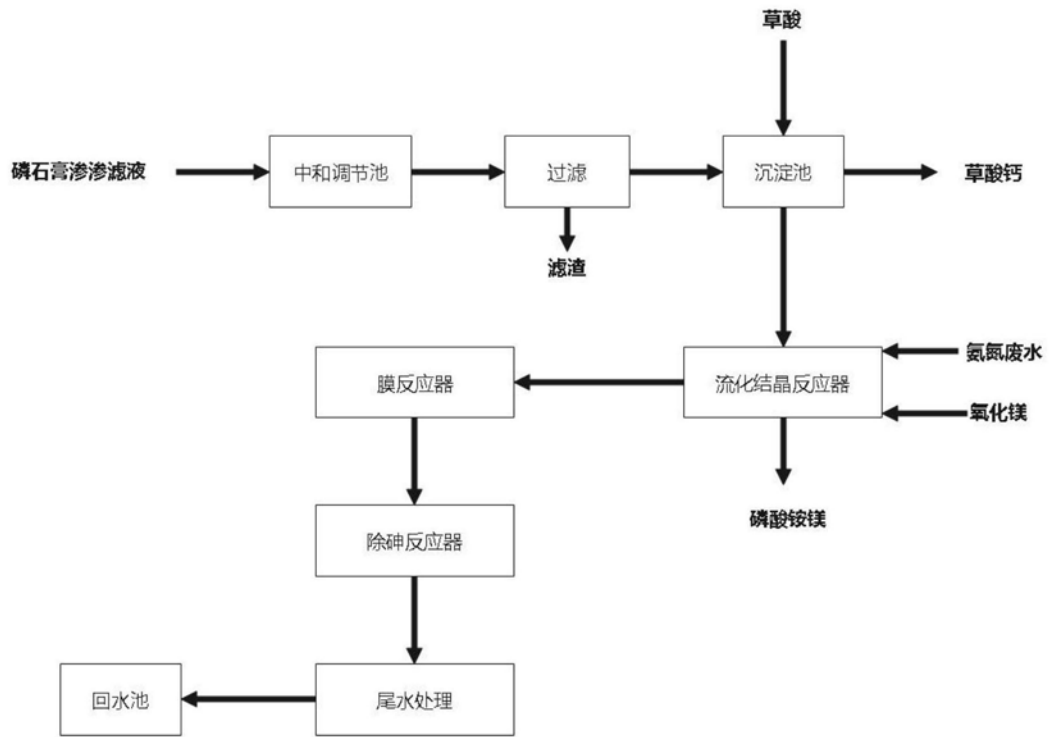 草酸
磷石膏渗渗滤液
中和调节池
过滤
沉淀池
草酸钙
滤渣
氨氮废水
膜反应器
流化结晶反应器
氧化镁
磷酸铵镁
除砷反应器
回水池
尾水处理